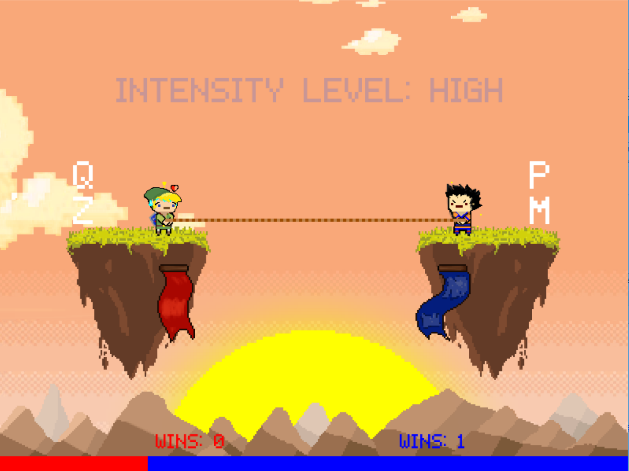 INTENSITY LEVEL: HIGH
Q
Z
P
M
WINS: 0
WINS: 1